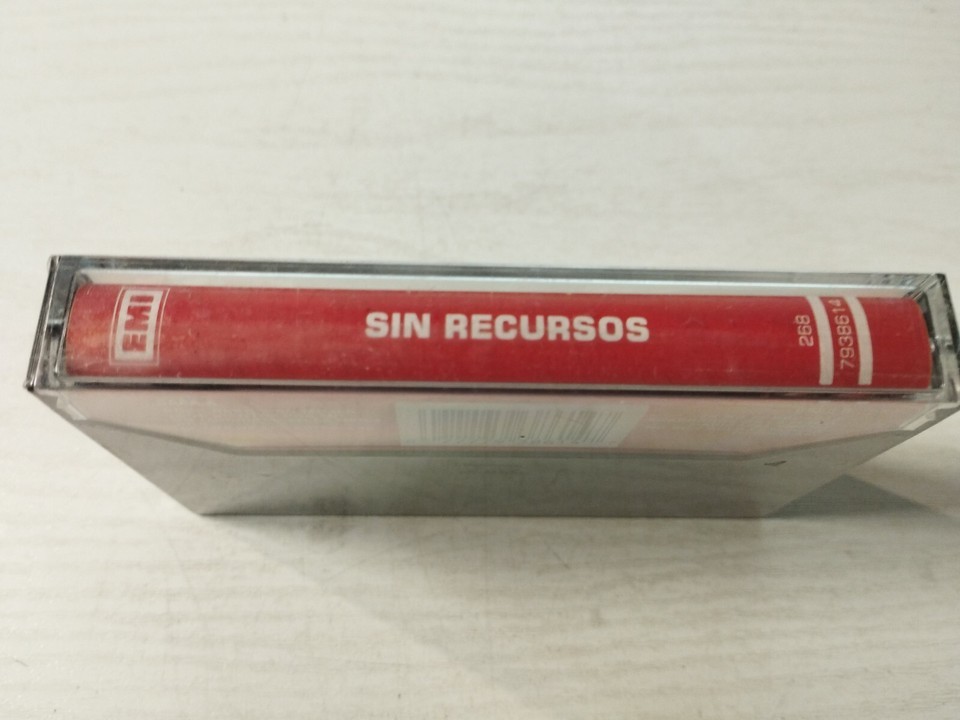 EMI
SIN RECURSOS
268
7938614